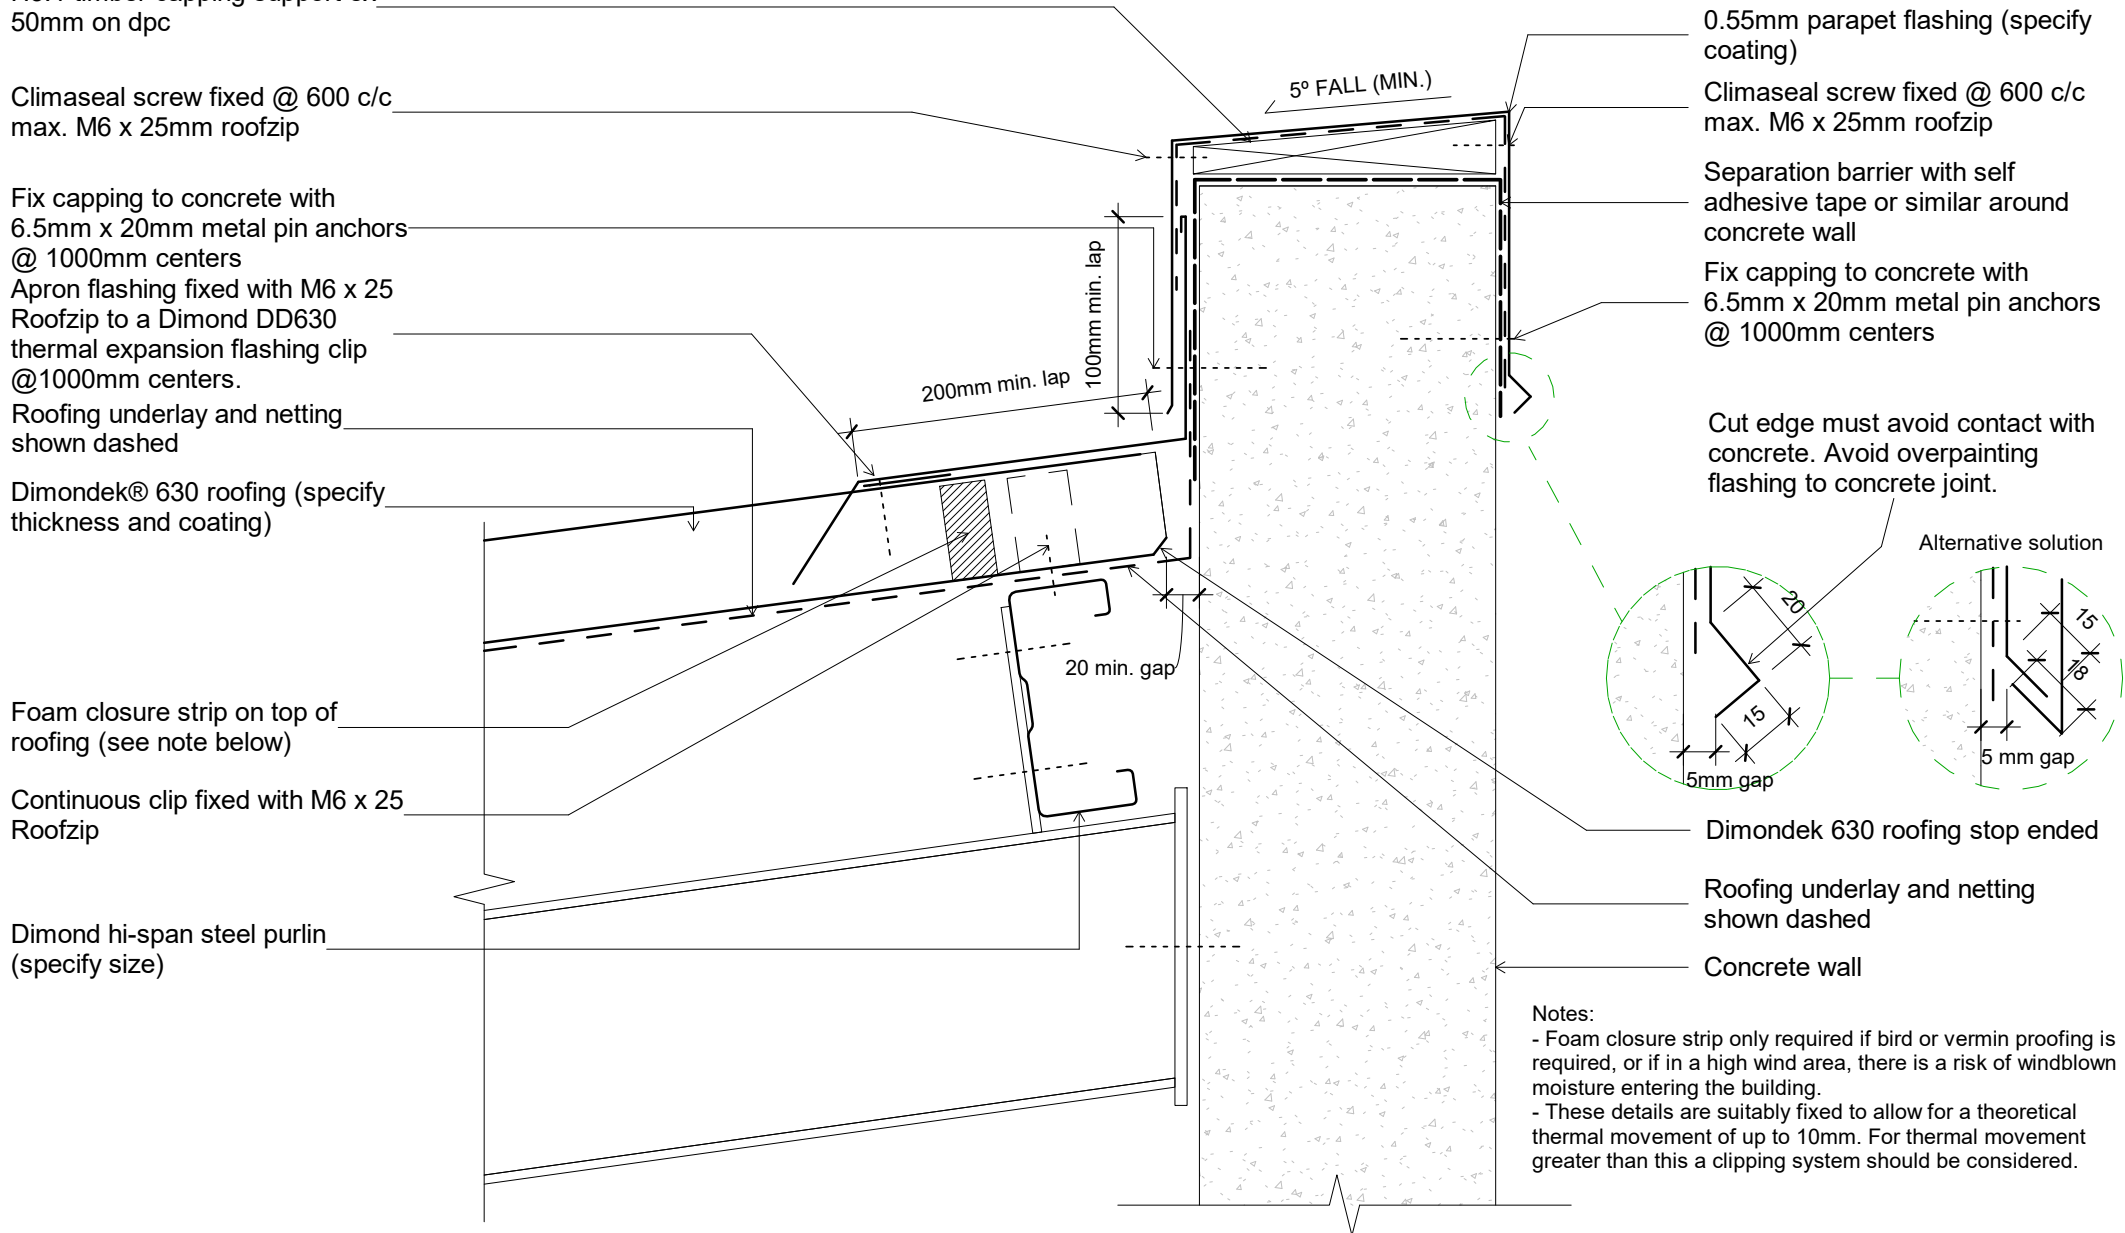 50mm on dpc
Climaseal screw fixed @ 600 c/c
max. M6 x 25mm roofzip
Fix capping to concrete with
6.5mm x 20mm metal pin anchors
@ 1000mm centers
Apron flashing fixed with M6 x 25
Roofzip to a Dimond DD630
thermal expansion flashing clip
@1000mm centers.
Roofing underlay and netting
shown dashed
Dimondek® 630 roofing (specify
thickness and coating)
Foam closure strip on top of
roofing (see note below)
Continuous clip fixed with M6 x 25
Roofzip
Dimond hi-span steel purlin
(specify size)
5º FALL (MIN.)
100mm min. lap
200mm min. lap
20 min. gap
0.55mm parapet flashing (specify
coating)
Climaseal screw fixed @ 600 c/c
max. M6 x 25mm roofzip
Separation barrier with self
adhesive tape or similar around
concrete wall
Fix capping to concrete with
6.5mm x 20mm metal pin anchors
@ 1000mm centers
Cut edge must avoid contact with
concrete. Avoid overpainting
flashing to concrete joint.
Alternative solution
20
15
5mm gap
15
18
5 mm gap
Dimondek 630 roofing stop ended
Roofing underlay and netting
shown dashed
Concrete wall
Notes:
- Foam closure strip only required if bird or vermin proofing is
required, or if in a high wind area, there is a risk of windblown
moisture entering the building.
- These details are suitably fixed to allow for a theoretical
thermal movement of up to 10mm. For thermal movement
greater than this a clipping system should be considered.